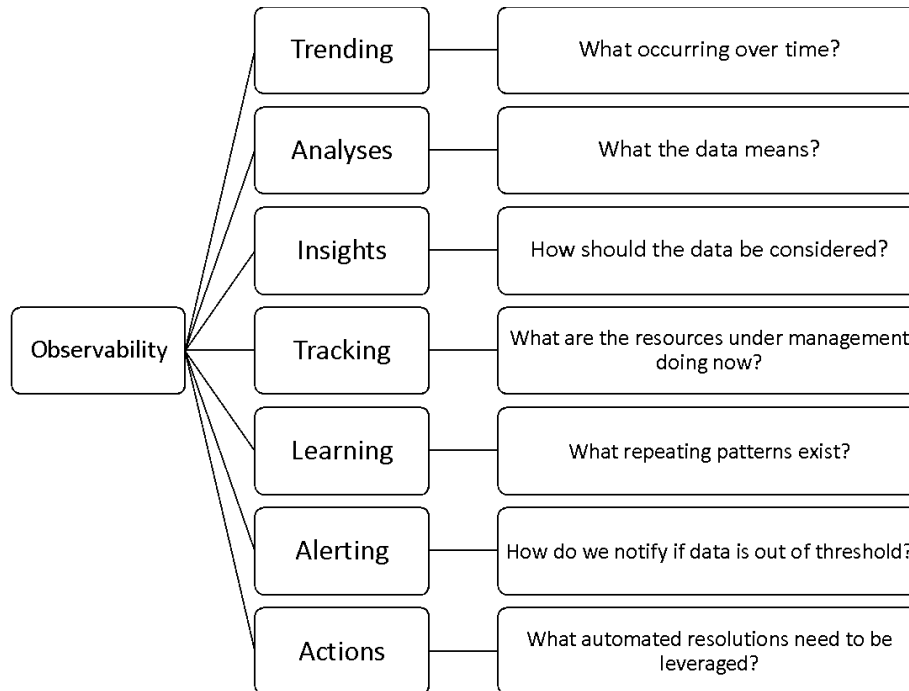 Trending
What occurring over time?
Analyses
What the data means?
Insights
How should the data be considered?
Observability
Tracking
What are the resources under management
doing now?
Learning
What repeating patterns exist?
Alerting
How do we notify if data is out of threshold?
Actions
What automated resolutions need to be
leveraged?